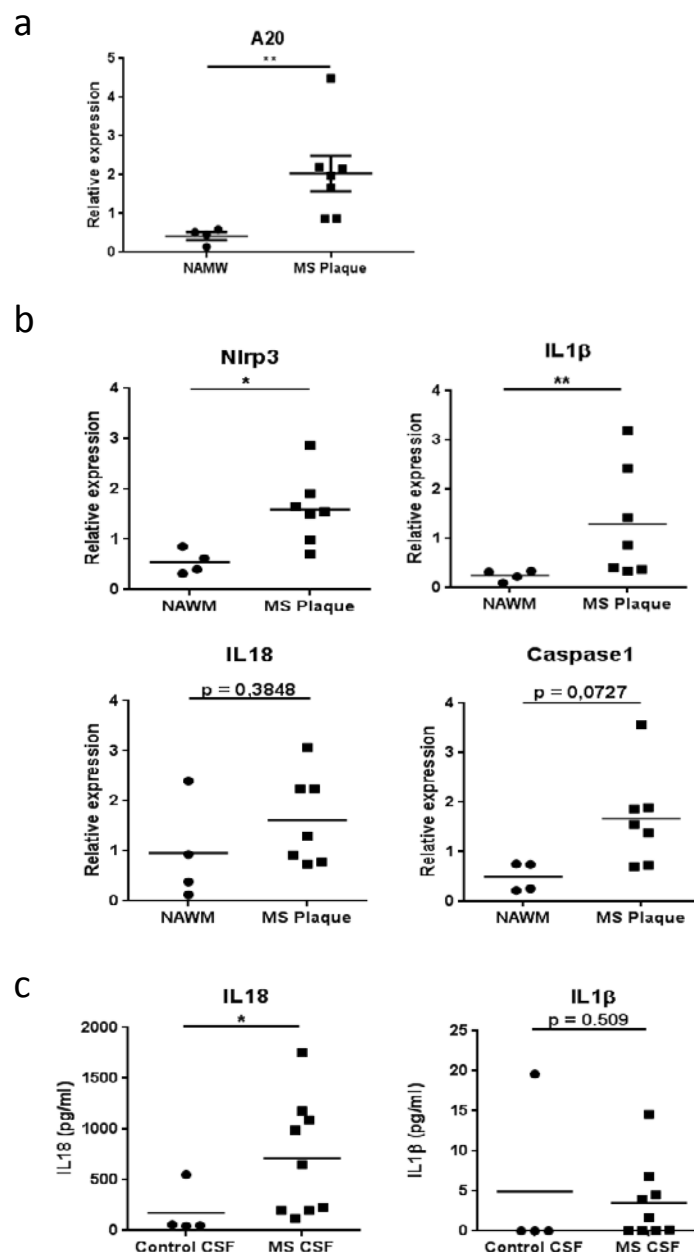 a
A20
**
Relative expression
5
4
3
2
1
0
NAMW
MS Plaque
b
Nlrp3
*
Relative expression
4
3
2
1
0
NAWM
MS Plaque
IL1β
**
Relative expression
4
3
2
1
0
NAWM
MS Plaque
IL18
p = 0,3848
Relative expression
4
3
2
1
0
NAWM
MS Plaque
Caspase1
p = 0,0727
Relative expression
4
3
2
1
0
NAWM
MS Plaque
c
IL18
*
IL18 (pg/ml)
2000
1500
1000
500
0
Control CSF
MS CSF
IL1β
p = 0.509
IL1β (pg/ml)
25
20
15
10
5
0
Control CSF
MS CSF